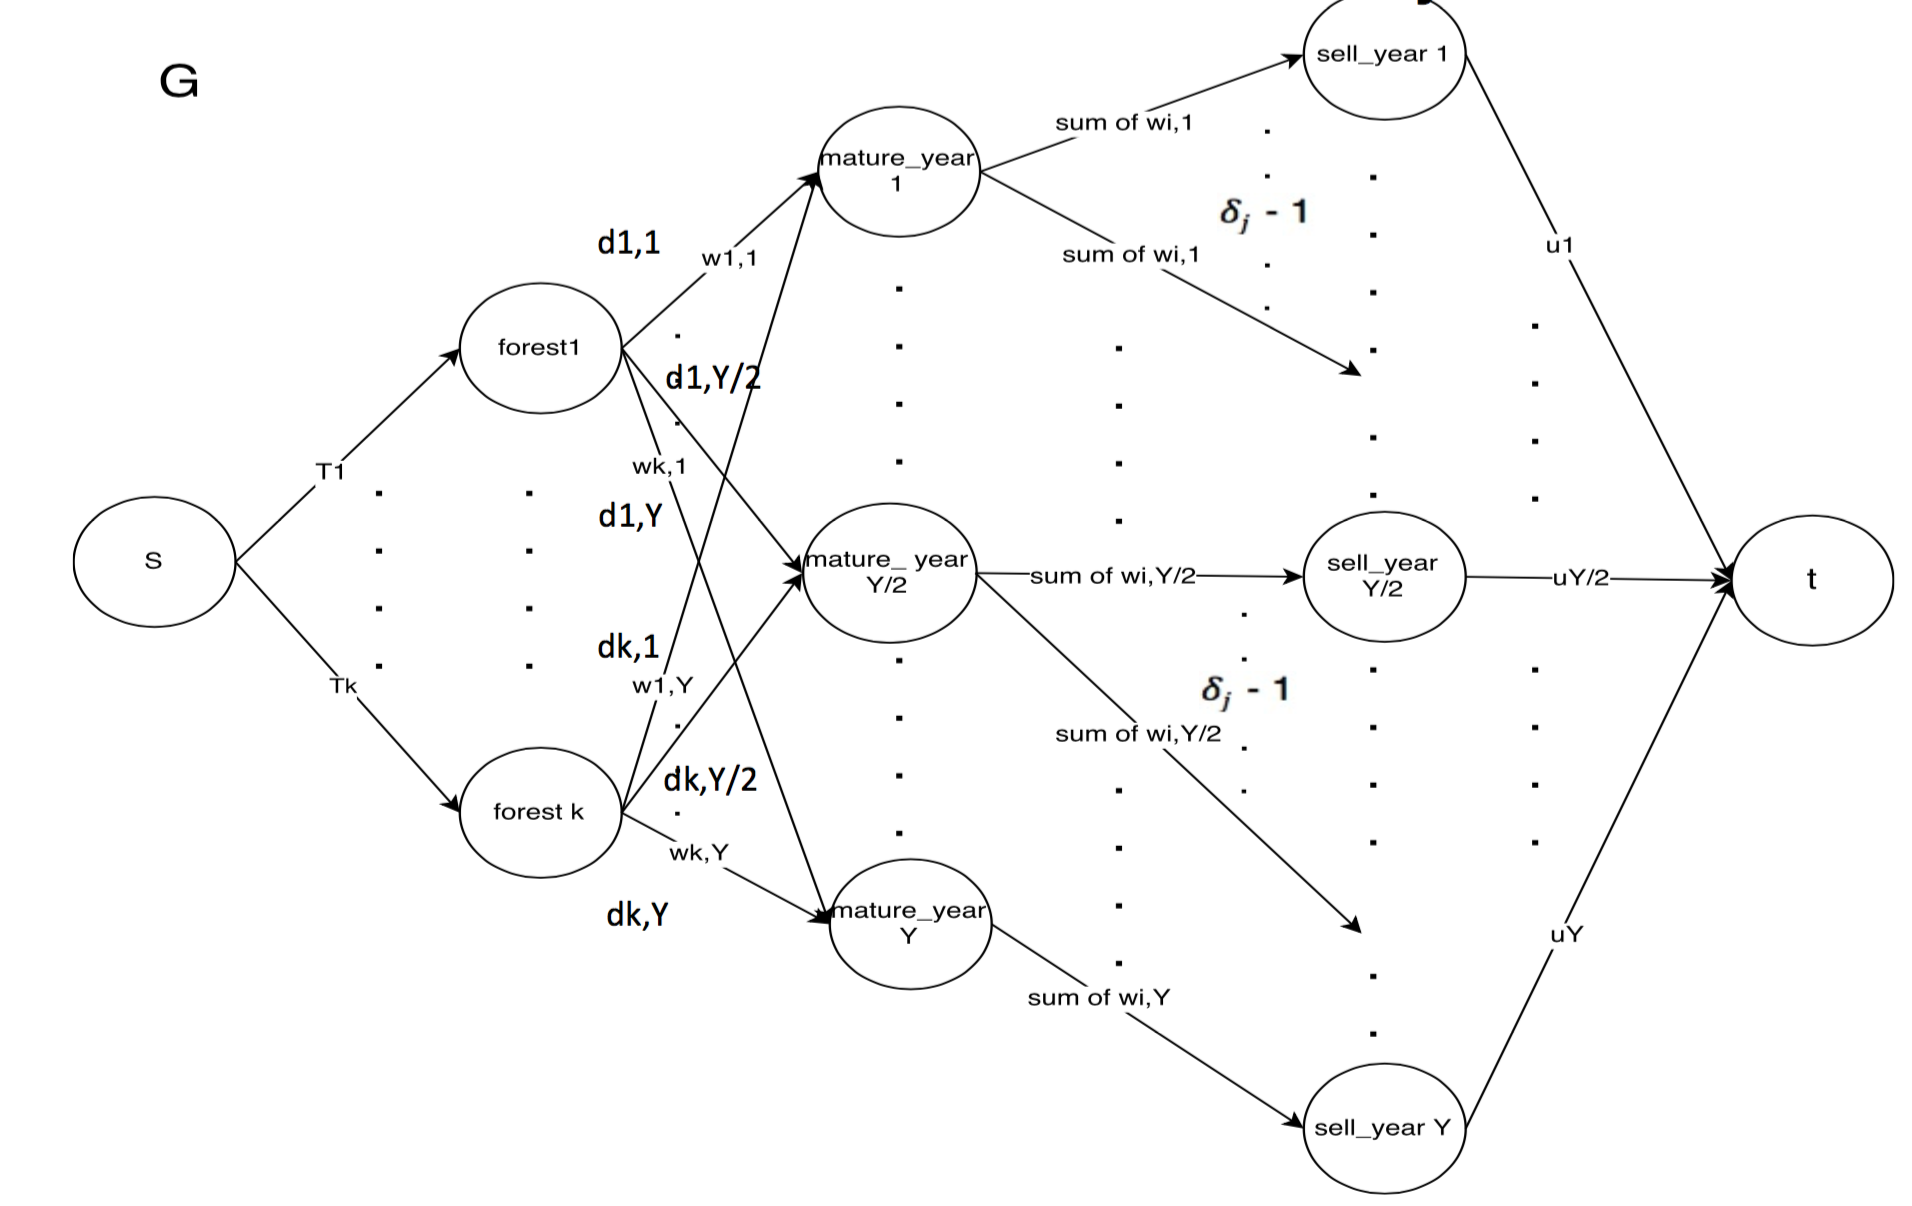 G
sell_year 1
mature_year
1
sum of wi,1
δj - 1
d1,1
w1,1
sum of wi,1
u1
forest1
d1,Y/2
T1
wk,1
d1,Y
S
mature_ year
Y/2
sum of wi,Y/2
sell_year
Y/2
uY/2
t
dk,1
w1,Y
Tk
δj - 1
sum of wi,Y/2
dk,Y/2
forest k
wk,Y
dk,Y
mature_year
Y
uY
sum of wi,Y
sell_year Y